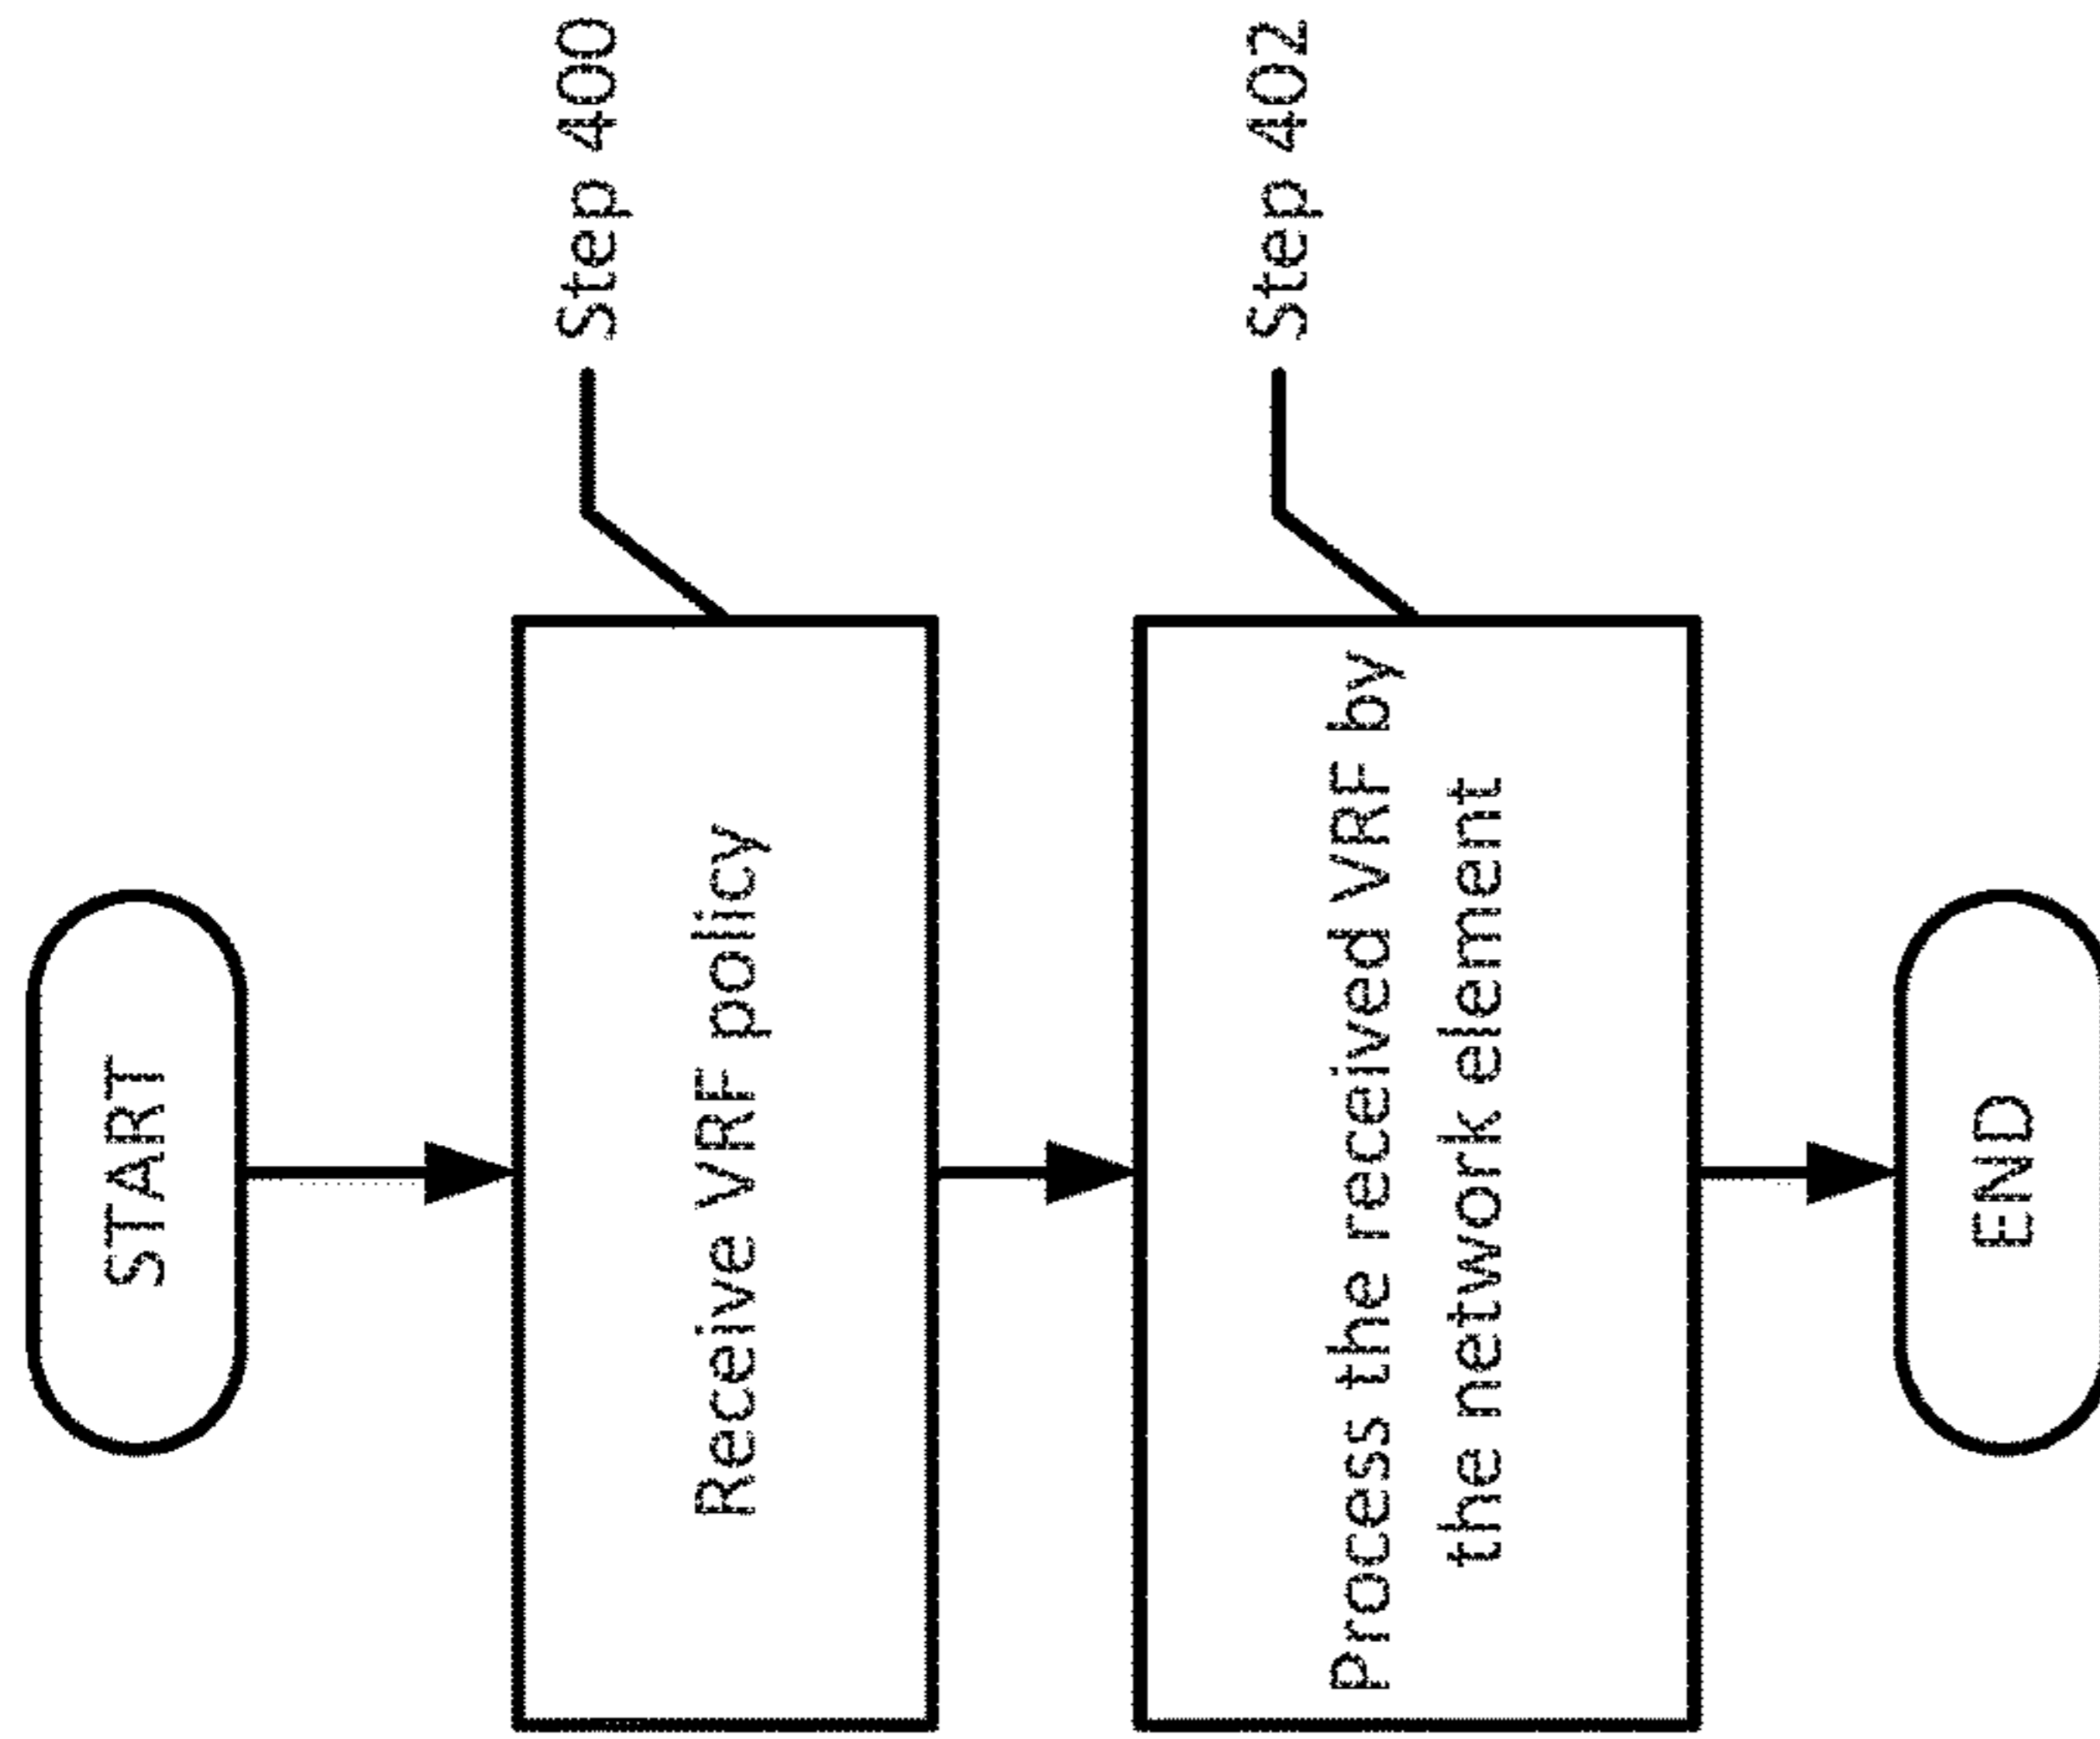 START
Step 400
Receive VRF policy
Step 402
Process the received VRF by
the network element
END